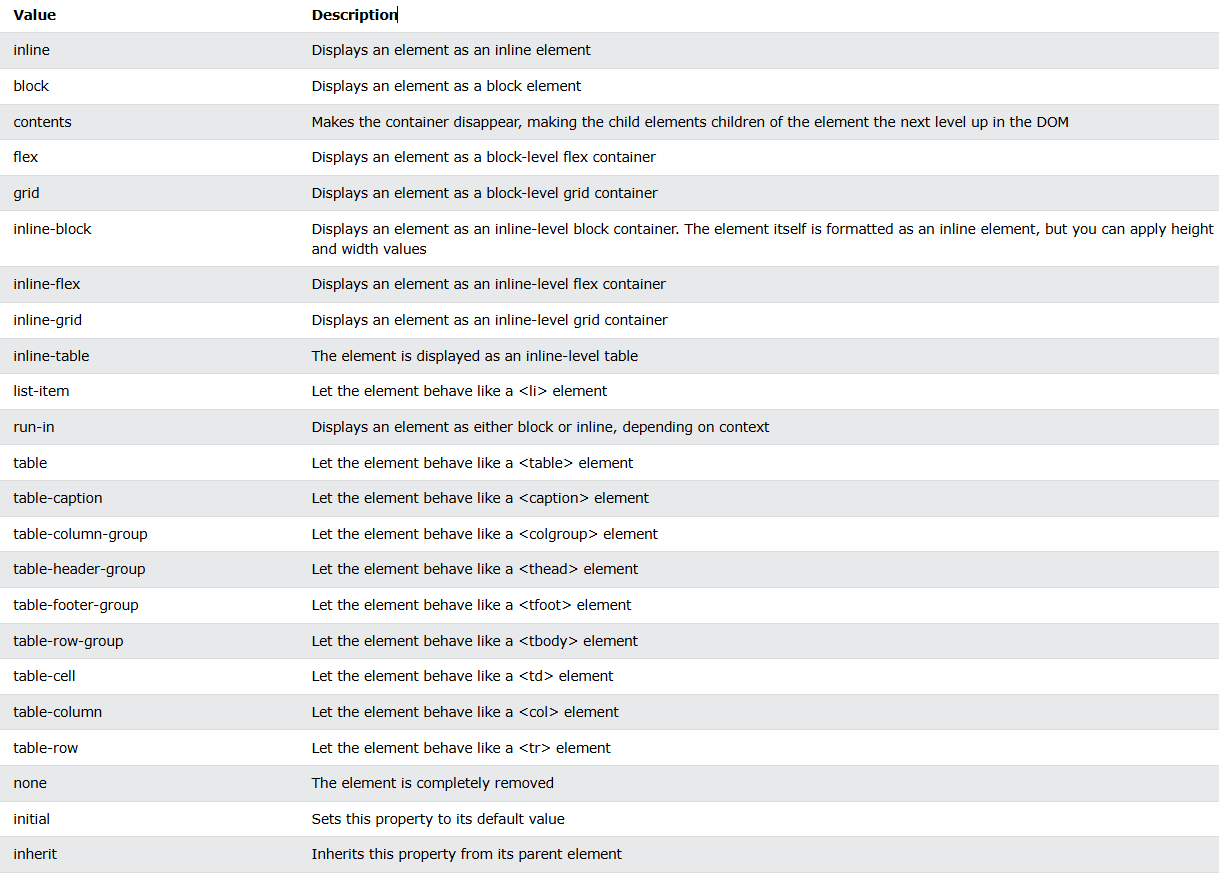 Value Description
inline Displays an element as an inline element
block Displays an element as a block element
contents Makes the container disappear, making the child elements children of the element the next level up in the DOM
flex Displays an element as a block-level flex container
grid Displays an element as a block-level grid container
inline-block Displays an element as an inline-level block container. The element itself is formatted as an inline element, but you can apply height
and width values
inline-flex Displays an element as an inline-level flex container
inline-grid Displays an element as an inline-level grid container
inline-table The element is displayed as an inline-level table
list-item Let the element behave like a <li> element
run-in Displays an element as either block or inline, depending on context
table Let the element behave like a <table> element
table-caption Let the element behave like a <caption> element
table-column-group Let the element behave like a <colgroup> element
table-header-group Let the element behave like a <thead> element
table-footer-group Let the element behave like a <tfoot> element
table-row-group Let the element behave like a <tbody> element
table-cell Let the element behave like a <td> element
table-column Let the element behave like a <col> element
table-row Let the element behave like a <tr> element
none The element is completely removed
initial Sets this property to its default value
inherit Inherits this property from its parent element